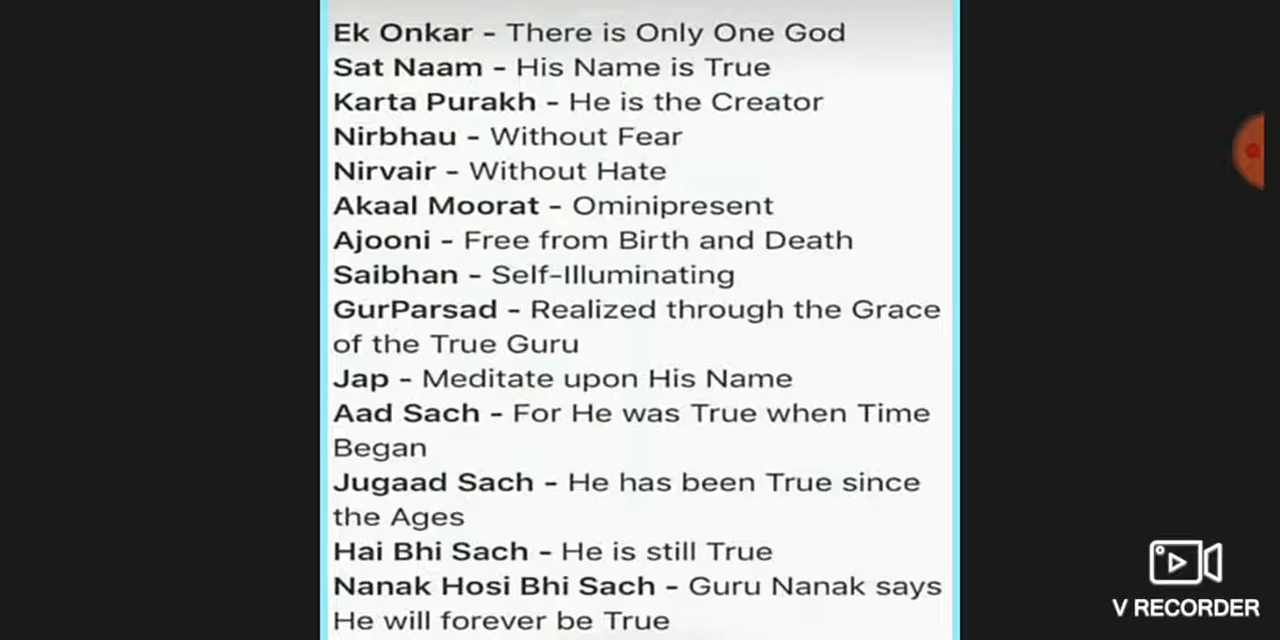 Ek Onkar - There is Only One God
Sat Naam - His Name is True
Karta Purakh - He is the Creator
Nirbhau - Without Fear
Nirvair - Without Hate
Akaal Moorat - Ominipresent
Ajooni - Free from Birth and Death
Saibhan - Self-Illuminating
GurParsad - Realized through the Grace
of the True Guru
Jap - Meditate upon His Name
Aad Sach - For He was True when Time
Began
Jugaad Sach - He has been True since
the Ages
Hai Bhi Sach - He is still True
Nanak Hosi Bhi Sach - Guru Nanak says
He will forever be True
V RECORDER